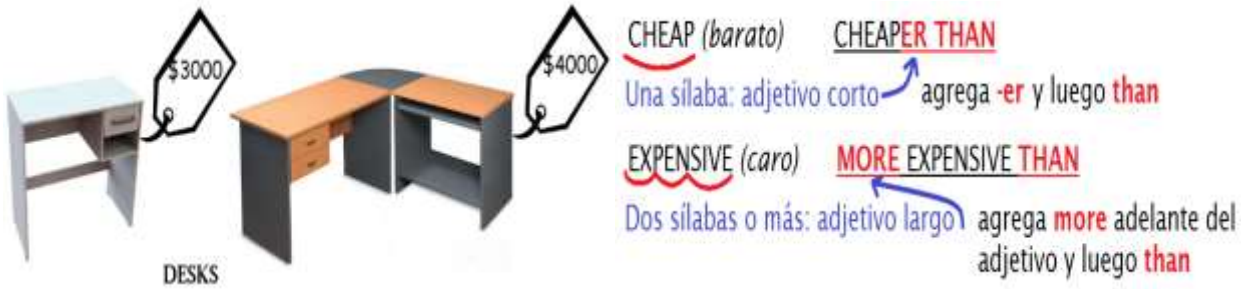 $3000
$4000
DESKS
CHEAP (barato) CHEAPER THAN
Una sílaba: adjetivo corto agrega -er y luego than
EXPENSIVE (caro) MORE EXPENSIVE THAN
Dos sílabas o más: adjetivo largo agrega more adelante del
adjetivo y luego than